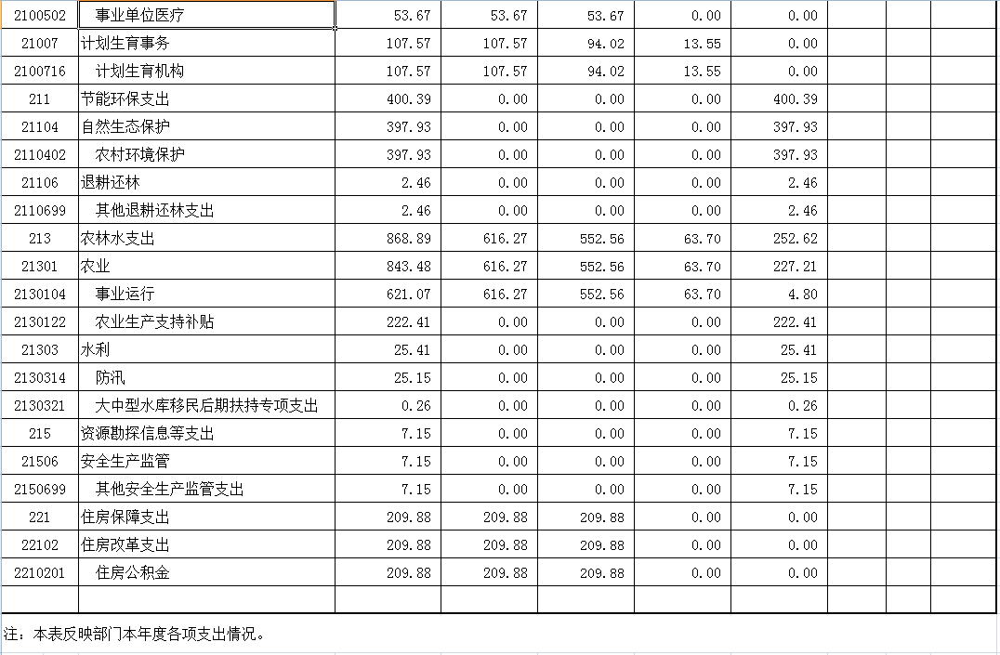 2100502 事业单位医疗 53.67 53.67 53.67 0.00 0.00
21007 计划生育事务 107.57 107.57 94.02 13.55 0.00
2100716 计划生育机构 107.57 107.57 94.02 13.55 0.00
211 节能环保支出 400.39 0.00 0.00 0.00 400.39
21104 自然生态保护 397.93 0.00 0.00 0.00 397.93
2110402 农村环境保护 397.93 0.00 0.00 0.00 397.93
21106 退耕还林 2.46 0.00 0.00 0.00 2.46
2110699 其他退耕还林支出 2.46 0.00 0.00 0.00 2.46
213 农林水支出 868.89 616.27 552.56 63.70 252.62
21301 农业 843.48 616.27 552.56 63.70 227.21
2130104 事业运行 621.07 616.27 552.56 63.70 4.80
2130122 农业生产支持补贴 222.41 0.00 0.00 0.00 222.41
21303 水利 25.41 0.00 0.00 0.00 25.41
2130314 防汛 25.15 0.00 0.00 0.00 25.15
2130321 大中型水库移民后期扶持专项支出 0.26 0.00 0.00 0.00 0.26
215 资源勘探信息等支出 7.15 0.00 0.00 0.00 7.15
21506 安全生产监管 7.15 0.00 0.00 0.00 7.15
2150699 其他安全生产监管支出 7.15 0.00 0.00 0.00 7.15
221 住房保障支出 209.88 209.88 209.88 0.00 0.00
22102 住房改革支出 209.88 209.88 209.88 0.00 0.00
2210201 住房公积金 209.88 209.88 209.88 0.00 0.00
注：本表反映部门本年度各项支出情况。